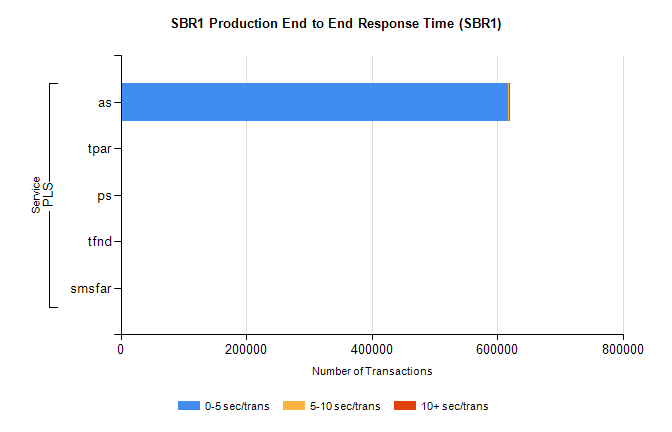 SBR1 Production End to End Response Time (SBR1)
Service
PLS
as
tpar
ps
tfnd
smsfar
0 200000 400000 600000 800000
Number of Transactions
0-5 sec/trans 5-10 sec/trans 10+ sec/trans